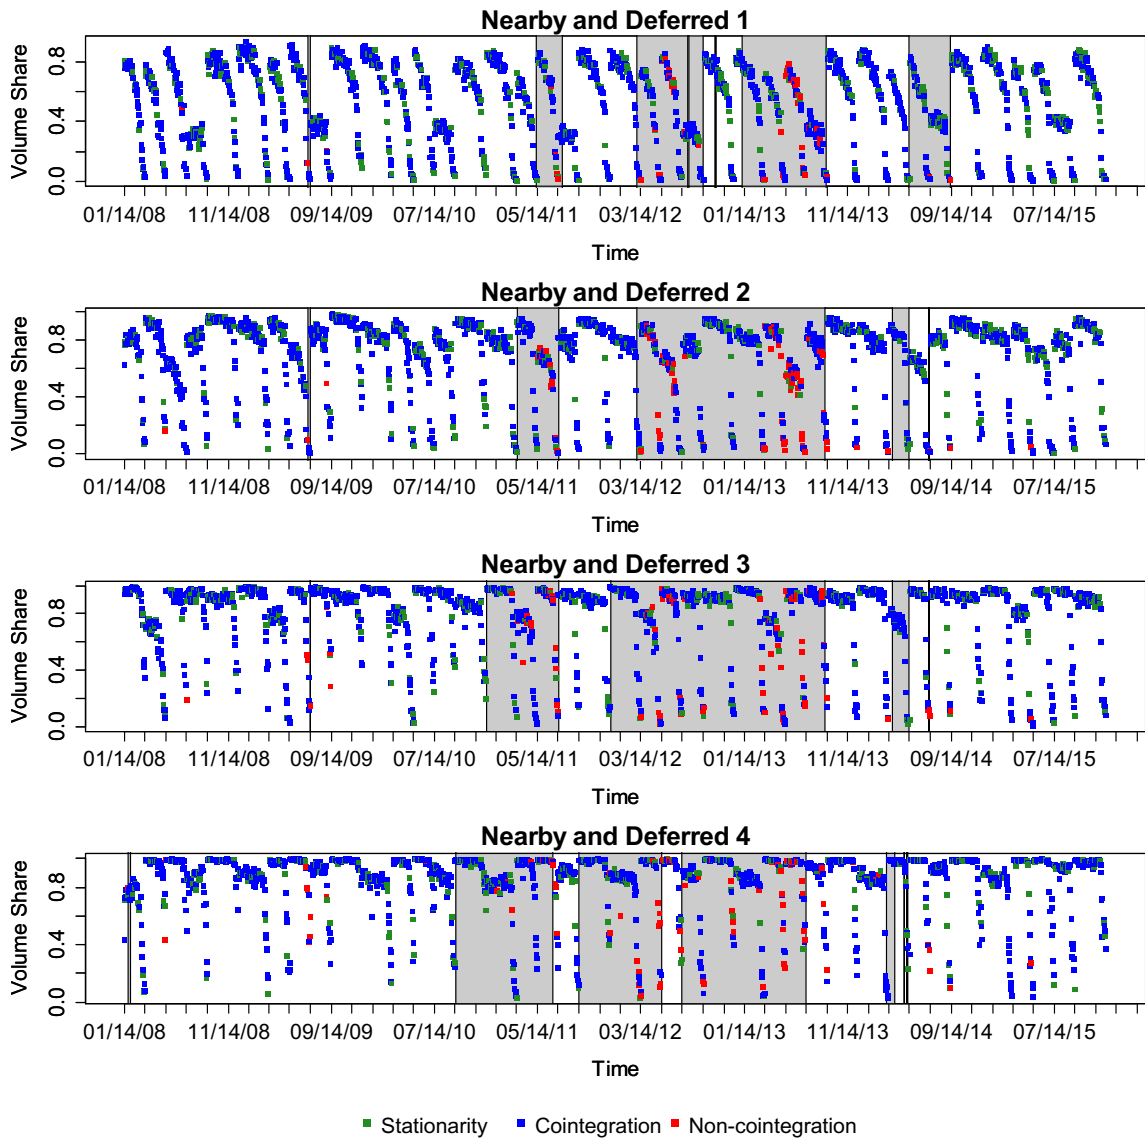 Nearby and Deferred 1
Volume Share
0.8
0.4
0.0
01/14/08 11/14/08 09/14/09 07/14/10 05/14/11 03/14/12 01/14/13 11/14/13 09/14/14 07/14/15
Time
Nearby and Deferred 2
Volume Share
0.8
0.4
0.0
01/14/08 11/14/08 09/14/09 07/14/10 05/14/11 03/14/12 01/14/13 11/14/13 09/14/14 07/14/15
Time
Nearby and Deferred 3
Volume Share
0.8
0.4
0.0
01/14/08 11/14/08 09/14/09 07/14/10 05/14/11 03/14/12 01/14/13 11/14/13 09/14/14 07/14/15
Time
Nearby and Deferred 4
Volume Share
0.8
0.4
0.0
01/14/08 11/14/08 09/14/09 07/14/10 05/14/11 03/14/12 01/14/13 11/14/13 09/14/14 07/14/15
Time
Stationarity Cointegration Non-cointegration